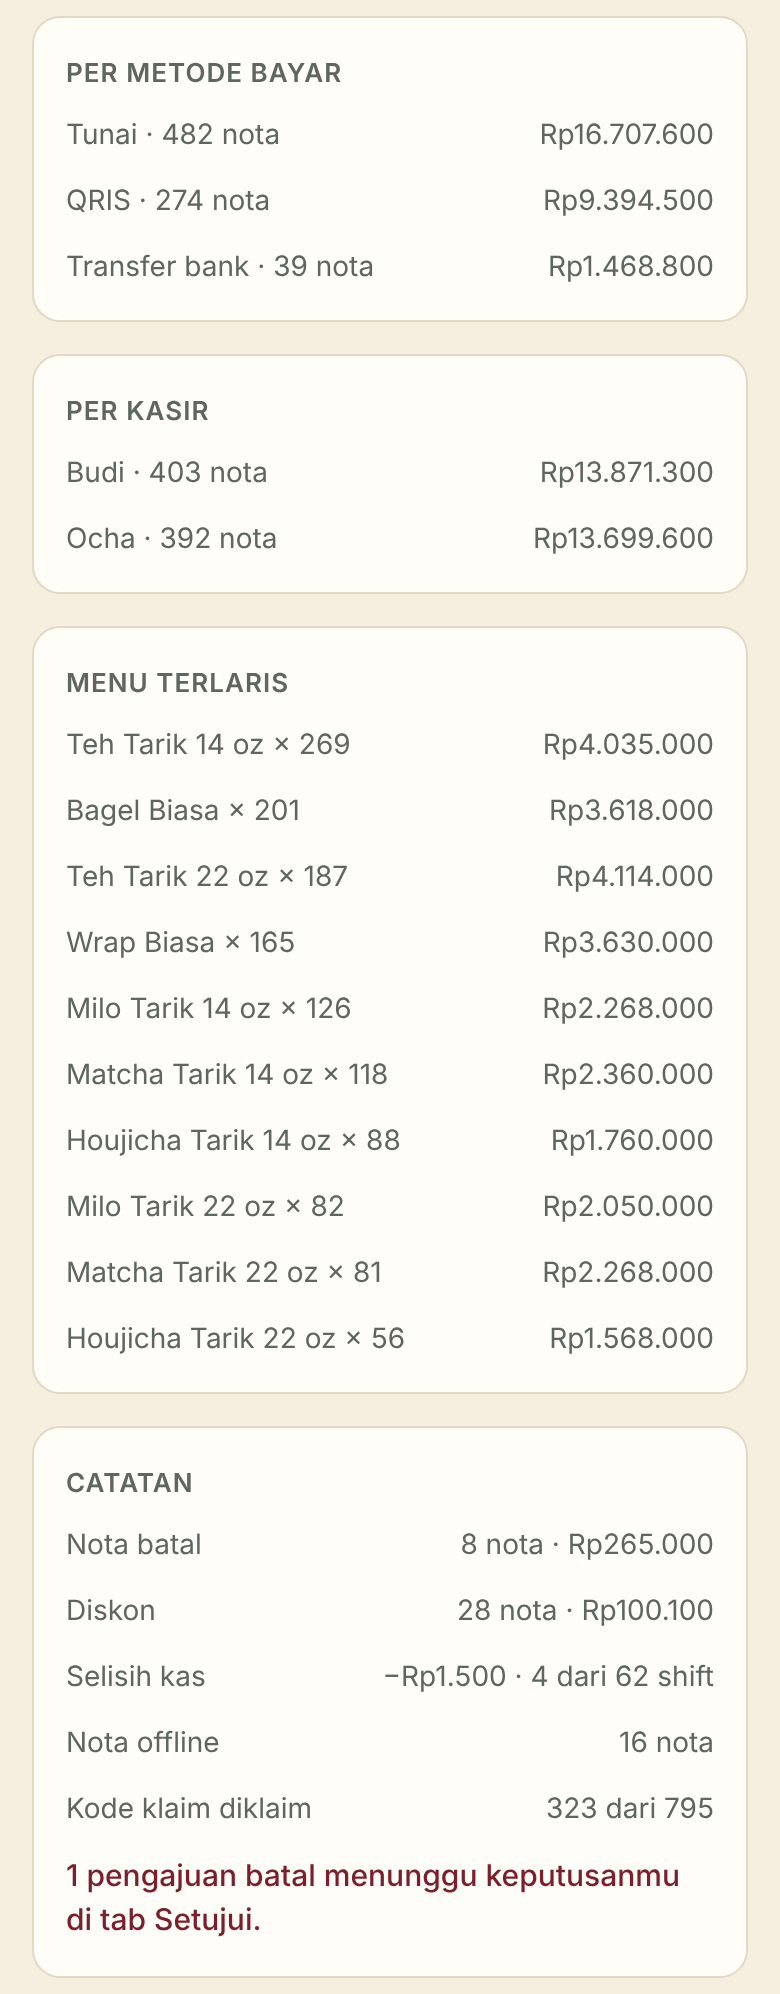 PER METODE BAYAR
Tunai · 482 nota Rp16.707.600
QRIS · 274 nota Rp9.394.500
Transfer bank · 39 nota Rp1.468.800
PER KASIR
Budi · 403 nota Rp13.871.300
Ocha · 392 nota Rp13.699.600
MENU TERLARIS
Teh Tarik 14 oz × 269 Rp4.035.000
Bagel Biasa × 201 Rp3.618.000
Teh Tarik 22 oz × 187 Rp4.114.000
Wrap Biasa × 165 Rp3.630.000
Milo Tarik 14 oz × 126 Rp2.268.000
Matcha Tarik 14 oz × 118 Rp2.360.000
Houjicha Tarik 14 oz × 88 Rp1.760.000
Milo Tarik 22 oz × 82 Rp2.050.000
Matcha Tarik 22 oz × 81 Rp2.268.000
Houjicha Tarik 22 oz × 56 Rp1.568.000
CATATAN
Nota batal 8 nota · Rp265.000
Diskon 28 nota · Rp100.100
Selisih kas −Rp1.500 · 4 dari 62 shift
Nota offline 16 nota
Kode klaim diklaim 323 dari 795
1 pengajuan batal menunggu keputusanmu
di tab Setujui.